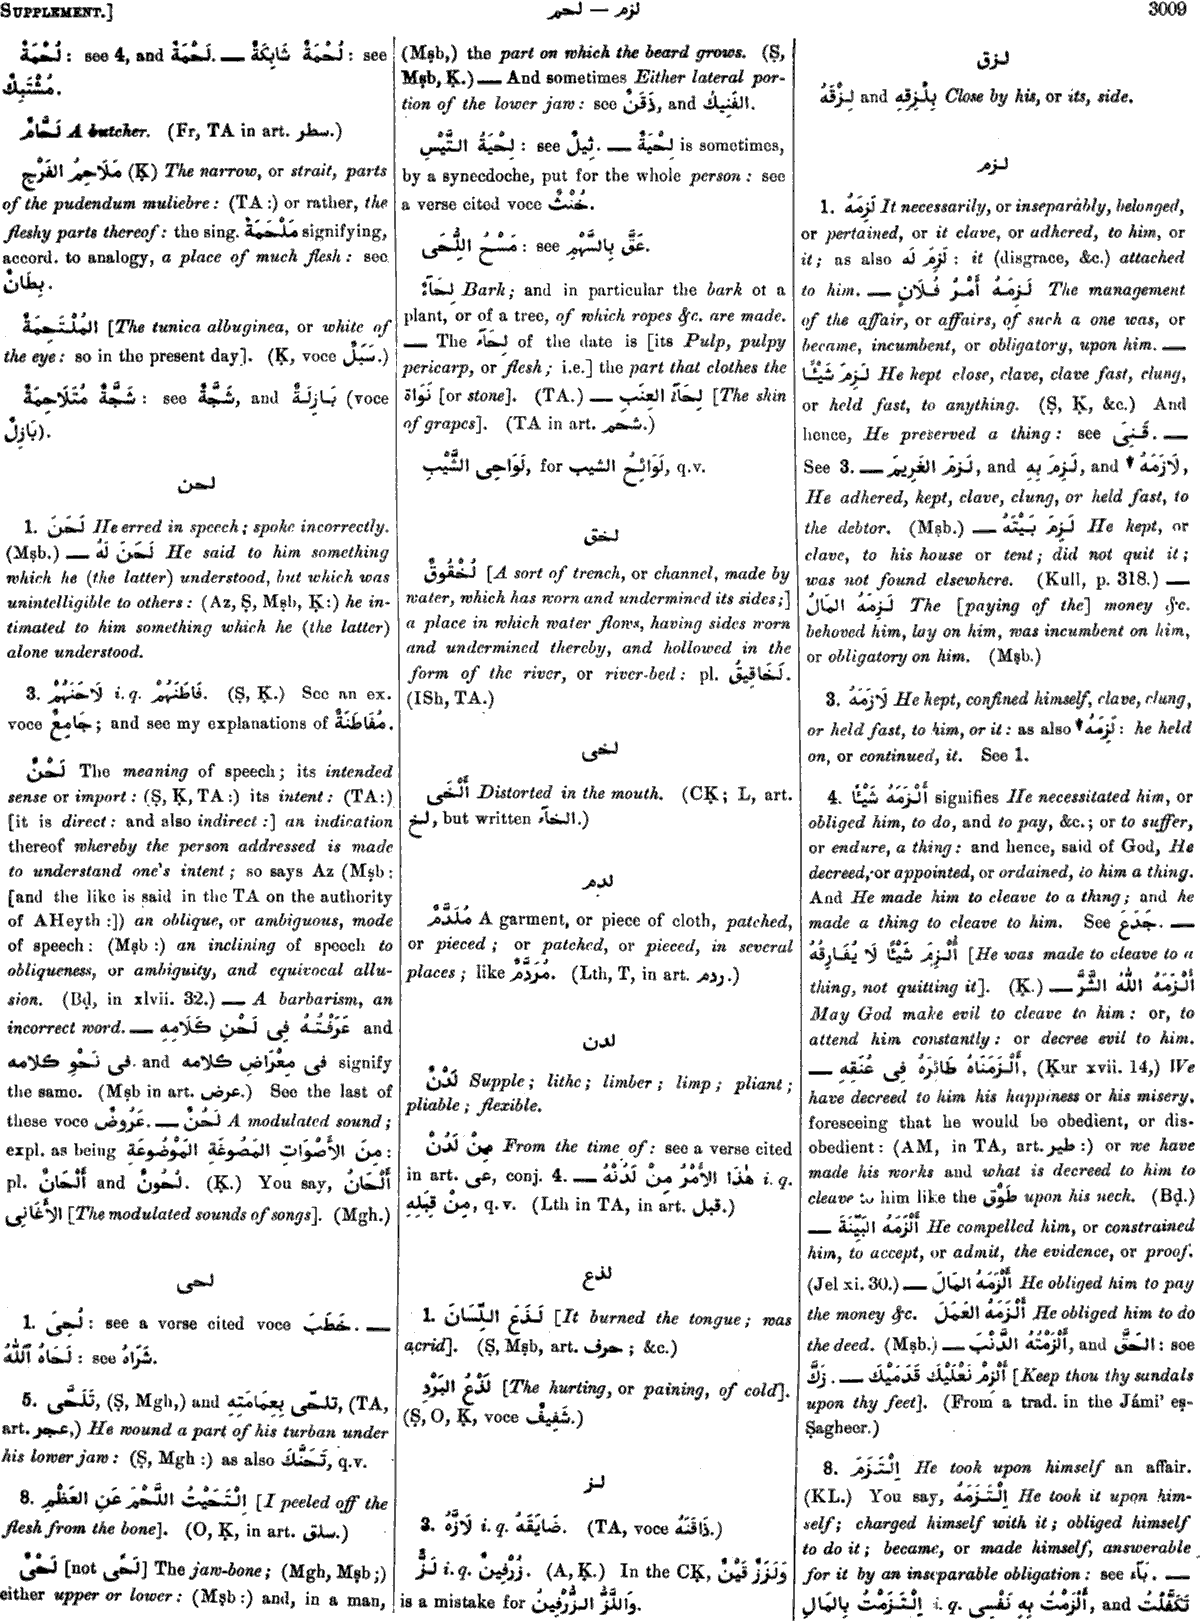 SUPPLEMENT.]
لحم — لزم
3009
لُحْمَةٌ : see 4, and لَحْمَةٌ. — لُحْمَةٌ شَابِكَةٌ : see
مُشْتَبِكٌ.
لَحَّامٌ A butcher. (Fr, TA in art. سطر.)
مَلَاحِمُ الفَرْجِ (Ḳ) The narrow, or strait, parts
of the pudendum muliebre : (TA :) or rather, the
fleshy parts thereof : the sing. مَلْحَمَةٌ signifying,
accord. to analogy, a place of much flesh : see
بِطَانٌ.
المُلْتَحِمَةُ [The tunica albuginea, or white of
the eye : so in the present day]. (Ḳ, voce سَبَلٌ.)
شَجَّةٌ مُتَلَاحِمَةٌ : see شَجَّةٌ, and بَازِلَةٌ (voce
بَازِلٌ).
لحن
1. لَحَنَ He erred in speech ; spoke incorrectly.
(Mṣb.) — لَحَنَ لَهُ He said to him something
which he (the latter) understood, but which was
unintelligible to others : (Az, Ṣ, Mṣb, Ḳ :) he in-
timated to him something which he (the latter)
alone understood.
3. لَاحَنَهُمْ i. q. فَاطَنَهُمْ. (Ṣ, Ḳ.) See an ex.
voce جَامِعٌ ; and see my explanations of مُفَاطَنَةٌ.
لَحْنٌ The meaning of speech ; its intended
sense or import : (Ṣ, Ḳ, TA :) its intent : (TA :)
[it is direct : and also indirect :] an indication
thereof whereby the person addressed is made
to understand one's intent ; so says Az (Mṣb :
[and the like is said in the TA on the authority
of AHeyth :]) an oblique, or ambiguous, mode
of speech : (Mṣb :) an inclining of speech to
obliqueness, or ambiguity, and equivocal allu-
sion. (Bḍ, in xlvii. 32.) — A barbarism, an
incorrect word. — عَرَفْتُهُ فِى لَحْنِ كَلَامِهِ and
فى نَحْوِ كلامه and فى مِعْرَاضِ كلامه signify
the same. (Mṣb in art. عرض.) See the last of
these voce عَرُوضٌ. — لَحْنٌ A modulated sound ;
expl. as being مِنَ الأَصْوَاتِ المَصُوغَةِ المَوْضُوعَةِ :
pl. أَلْحَانٌ and لُحُونٌ. (Ḳ.) You say, أَلْحَانُ
الأَغَانِى [The modulated sounds of songs]. (Mgh.)
لحى
1. لُحِىَ : see a verse cited voce خَطَبَ. —
لَحَاهُ ٱللّٰهُ : see شَرَاهُ.
5. تَلَحَّى, (Ṣ, Mgh,) and تلحّى بِعِمَامَتِهِ, (TA,
art. عجر,) He wound a part of his turban under
his lower jaw : (Ṣ, Mgh :) as also تَحَنَّكَ, q.v.
8. اِلْتَحَيْتُ اللَّحْمَ عَنِ العَظْمِ [I peeled off the
flesh from the bone]. (O, Ḳ, in art. سلق.)
لَحْىٌ [not لَحًى] The jaw-bone ; (Mgh, Mṣb ;)
either upper or lower : (Mṣb :) and, in a man,
(Mṣb,) the part on which the beard grows. (Ṣ,
Mṣb, Ḳ.) — And sometimes Either lateral por-
tion of the lower jaw : see ذَقَنٌ, and الفَنِيكُ.
لِحْيَةُ التَّيْسِ : see ثِيلٌ. — لِحْيَةٌ is sometimes,
by a synecdoche, put for the whole person : see
a verse cited voce خُنْثٌ.
مَسْحُ اللِّحَى : see عَقَّ بِالسَّهْمِ.
لِحَآءٌ Bark ; and in particular the bark of a
plant, or of a tree, of which ropes &c. are made.
— The لِحَآء of the date is [its Pulp, pulpy
pericarp, or flesh ; i.e.] the part that clothes the
نَوَاة [or stone]. (TA.) — لِحَآءُ العِنَبِ [The skin
of grapes]. (TA in art. شحم.)
لَوَاحِى الشَّيْبِ, for لَوَائِحُ الشيب, q.v.
لخق
لُخْقُوقٌ [A sort of trench, or channel, made by
water, which has worn and undermined its sides ;]
a place in which water flows, having sides worn
and undermined thereby, and hollowed in the
form of the river, or river-bed : pl. لَخَاقِيقُ.
(ISh, TA.)
لخى
أَلْخَى Distorted in the mouth. (CḲ ; L, art.
لخ, but written الخآء.)
لدم
مُلَدَّمٌ A garment, or piece of cloth, patched,
or pieced ; or patched, or pieced, in several
places ; like مُرَدَّمٌ. (Lth, T, in art. ردم.)
لدن
لَدْنٌ Supple ; lithe ; limber ; limp ; pliant ;
pliable ; flexible.
مِنْ لَدُنْ From the time of : see a verse cited
in art. عى, conj. 4. — هٰذَا الأَمْرُ مِنْ لَدُنْهُ i. q.
مِنْ قِبَلِهِ, q. v. (Lth in TA, in art. قبل.)
لذع
1. لَذَعَ اللِّسَانَ [It burned the tongue ; was
acrid]. (Ṣ, Mṣb, art. حرف ; &c.)
لَذْعُ البَرْدِ [The hurting, or paining, of cold].
(Ṣ, O, Ḳ, voce شَفِيفٌ.)
لز
3. لَازَّهُ i. q. ضَايَقَهُ. (TA, voce ذَاقَنَهُ.)
لَزٌّ i. q. زُرْفِينٌ. (A, Ḳ.) In the CḲ, وَلَزَزٌ قَيْنٌ
is a mistake for وَاللَّزُّ الزُّرْفِينُ.
لزق
لِزْقَهُ and بِلِزْقِهِ Close by his, or its, side.
لزم
1. لَزِمَهُ It necessarily, or inseparably, belonged,
or pertained, or it clave, or adhered, to him, or
it ; as also لَزِمَ لَه : it (disgrace, &c.) attached
to him. — لَزِمَهُ أَمْرُ فُلَانٍ The management
of the affair, or affairs, of such a one was, or
became, incumbent, or obligatory, upon him. —
لَزِمَ شَيْئًا He kept close, clave, clave fast, clung,
or held fast, to anything. (Ṣ, Ḳ, &c.) And
hence, He preserved a thing : see قَنِىَ. —
See 3. — لَزِمَ الغَرِيمَ, and لَزِمَ بِهِ, and ↑ لَازَمَهُ,
He adhered, kept, clave, clung, or held fast, to
the debtor. (Mṣb.) — لَزِمَ بَيْتَهُ He kept, or
clave, to his house or tent ; did not quit it ;
was not found elsewhere. (Kull, p. 318.) —
لَزِمَهُ المَالُ The [paying of the] money &c.
behoved him, lay on him, was incumbent on him,
or obligatory on him. (Mṣb.)
3. لَازَمَهُ He kept, confined himself, clave, clung,
or held fast, to him, or it : as also ↑ لَزِمَهُ : he held
on, or continued, it. See 1.
4. أَلْزَمَهُ شَيْئًا signifies He necessitated him, or
obliged him, to do, and to pay, &c. ; or to suffer,
or endure, a thing : and hence, said of God, He
decreed, or appointed, or ordained, to him a thing.
And He made him to cleave to a thing ; and he
made a thing to cleave to him. See جَدَعَ. —
أُلْزِمَ شَيْئًا لَا يُفَارِقُهُ [He was made to cleave to a
thing, not quitting it]. (Ḳ.) — أَلْزَمَهُ اللّٰهُ الشَّرَّ
May God make evil to cleave to him : or, to
attend him constantly : or decree evil to him.
— أَلْزَمْنَاهُ طَائِرَهُ فِى عُنُقِهِ, (Ḳur xvii. 14,) We
have decreed to him his happiness or his misery,
foreseeing that he would be obedient, or dis-
obedient : (AM, in TA, art. طير :) or we have
made his works and what is decreed to him to
cleave to him like the طَوْق upon his neck. (Bḍ.)
— أَلْزَمَهُ البَيِّنَةَ He compelled him, or constrained
him, to accept, or admit, the evidence, or proof.
(Jel xi. 30.) — أَلْزَمَهُ المَالَ He obliged him to pay
the money &c. أَلْزَمَهُ العَمَلَ He obliged him to do
the deed. (Mṣb.) — أَلْزَمْتُهُ الذَّنْبَ, and الحَقَّ : see
زَكَّ. — أَلْزِمْ نَعْلَيْكَ قَدَمَيْكَ [Keep thou thy sandals
upon thy feet]. (From a trad. in the Jámi' eṣ-
Ṣagheer.)
8. اِلْتَزَمَ He took upon himself an affair.
(KL.) You say, اِلْتَزَمَهُ He took it upon him-
self ; charged himself with it ; obliged himself
to do it ; became, or made himself, answerable
for it by an inseparable obligation : see بَآء. —
اِلْتَزَمْتُ بِالمَالِ i. q. أَلْزَمْتُ بِهِ نَفْسِى, and تَكَفَّلْتُ